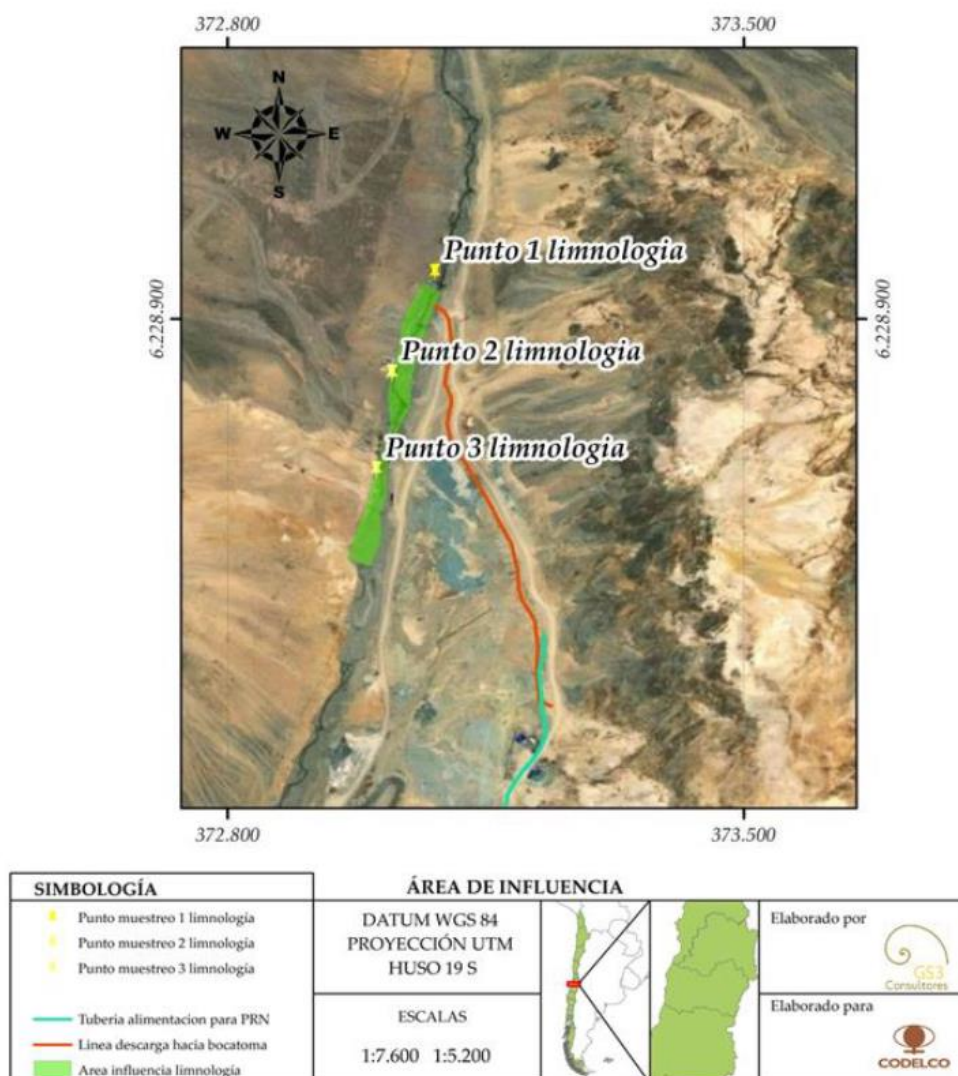 372.800 373.500
N
W E
S
Punto 1 limnologia
6.228.900 6.228.900
Punto 2 limnologia
Punto 3 limnologia
372.800 373.500
SIMBOLOGÍA
Punto muestreo 1 limnología
Punto muestreo 2 limnología
Punto muestreo 3 limnología
Tuberia alimentacion para PRN
Linea descarga hacia bocatoma
Area influencia limnología
ÁREA DE INFLUENCIA
DATUM WGS 84
PROYECCIÓN UTM
HUSO 19 S
ESCALAS
1:7.600 1:5.200
Elaborado por
GS3
Consultores
Elaborado para
CODELCO